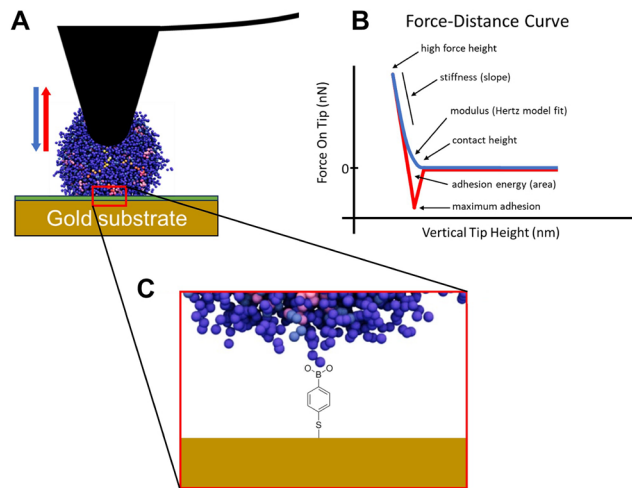 A
Gold substrate
B
Force-Distance Curve
high force height
stiffness (slope)
modulus (Hertz model fit)
contact height
adhesion energy (area)
maximum adhesion
0
Force On Tip (nN)
Vertical Tip Height (nm)
C
O O
B
S